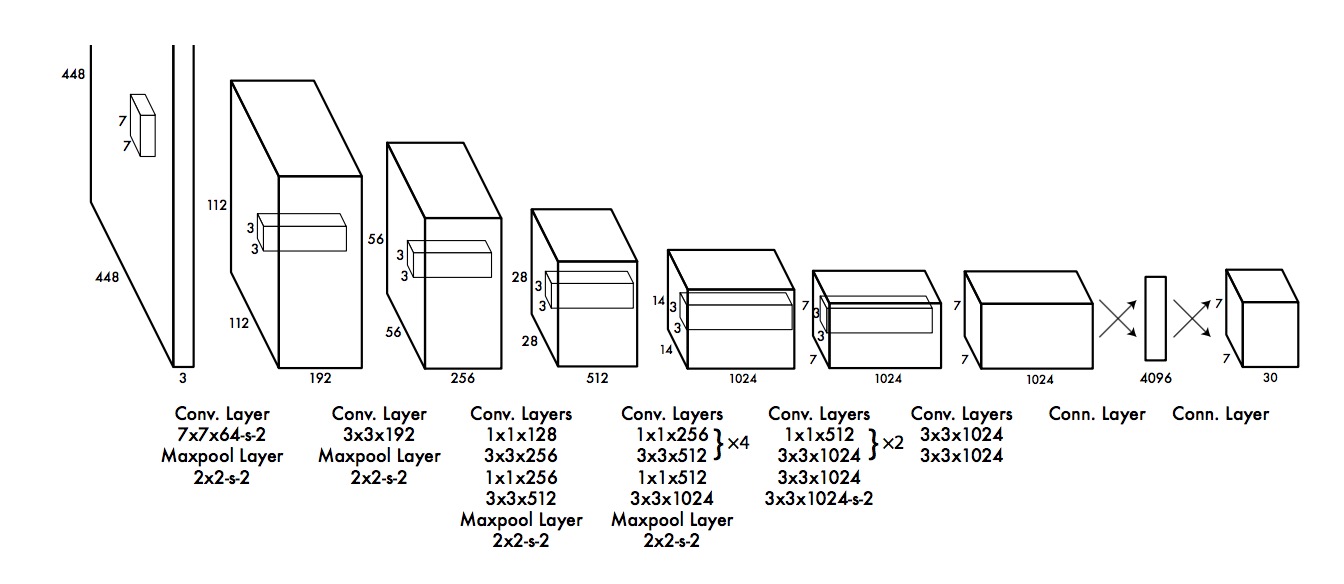 448
7
7
448
3
112
3
3
112
192
56
3
3
56
256
28
3
3
28
512
14
3
3
14
1024
7
3
3
7
1024
7
7
1024
4096
7
7
30
Conv. Layer
7x7x64-s-2
Maxpool Layer
2x2-s-2
Conv. Layer
3x3x192
Maxpool Layer
2x2-s-2
Conv. Layers
1x1x128
3x3x256
1x1x256
3x3x512
Maxpool Layer
2x2-s-2
Conv. Layers
1x1x256
3x3x512
}×4
1x1x512
3x3x1024
Maxpool Layer
2x2-s-2
Conv. Layers
1x1x512
3x3x1024
}×2
3x3x1024
3x3x1024-s-2
Conv. Layers
3x3x1024
3x3x1024
Conn. Layer
Conn. Layer